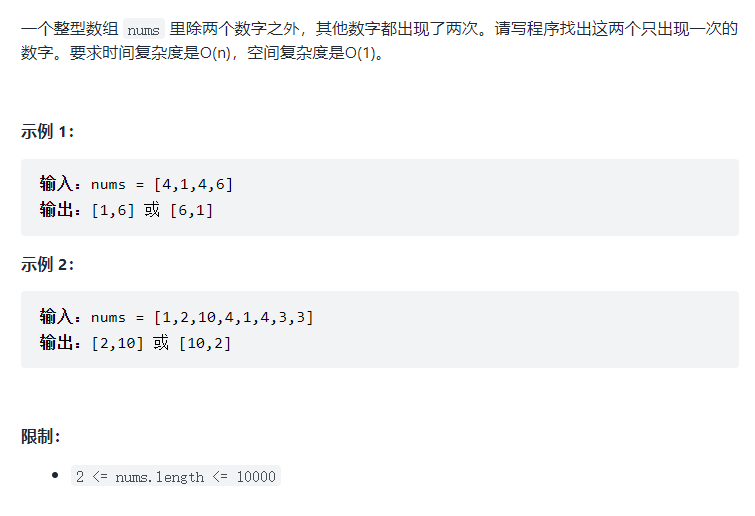 一个整型数组 nums 里除两个数字之外，其他数字都出现了两次。请写程序找出这两个只出现一次的
数字。要求时间复杂度是O(n)，空间复杂度是O(1)。
示例 1：
输入：nums = [4,1,4,6]
输出：[1,6] 或 [6,1]
示例 2：
输入：nums = [1,2,10,4,1,4,3,3]
输出：[2,10] 或 [10,2]
限制：
• 2 <= nums.length <= 10000